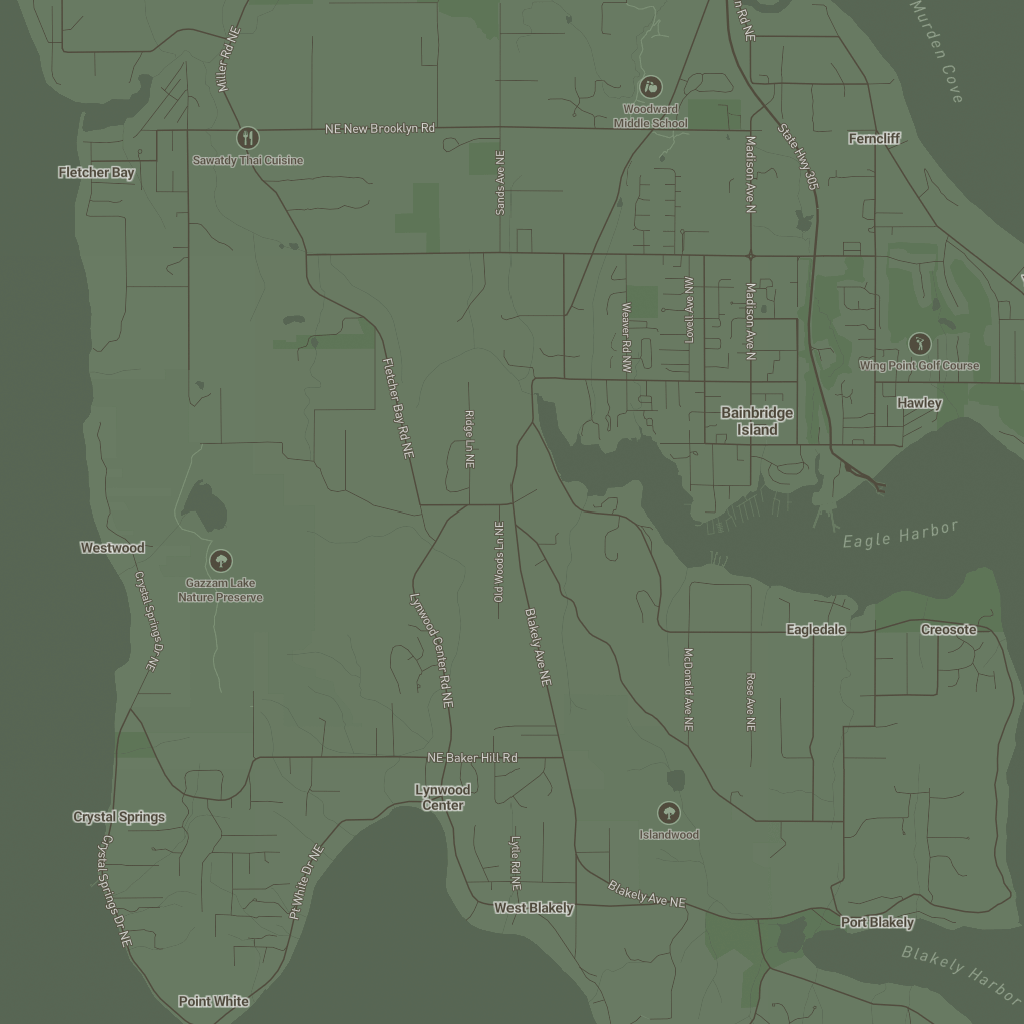 Murden Cove
Miller Rd NE
n Rd NE
Woodward
Middle School
NE New Brooklyn Rd
State Hwy 305
Ferncliff
Sawatdy Thai Cuisine
Fletcher Bay
Sands Ave NE
Madison Ave N
Weaver Rd NW
Lovell Ave NW
Madison Ave N
Wing Point Golf Course
Fletcher Bay Rd NE
Hawley
Bainbridge
Island
Ridge Ln NE
Eagle Harbor
Westwood
Old Woods Ln NE
Gazzam Lake
Nature Preserve
Crystal Springs Dr NE
Lynwood Center Rd NE
Blakely Ave NE
Eagledale
Creosote
McDonald Ave NE
Rose Ave NE
NE Baker Hill Rd
Lynwood
Center
Crystal Springs
Islandwood
Crystal Springs Dr NE
Pt White Dr NE
Lytle Rd NE
Blakely Ave NE
West Blakely
Port Blakely
Blakely Harbor
Point White